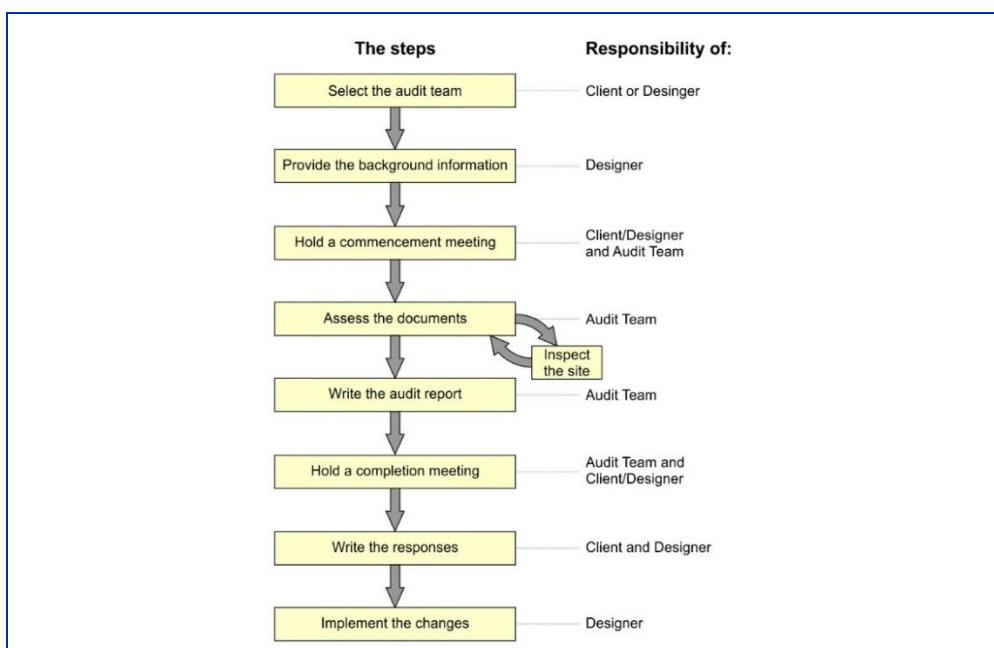 The steps
Responsibility of:
Select the audit team
Client or Desinger
Provide the background information
Designer
Hold a commencement meeting
Client/Designer
and Audit Team
Assess the documents
Audit Team
Inspect
the site
Write the audit report
Audit Team
Hold a completion meeting
Audit Team and
Client/Designer
Write the responses
Client and Designer
Implement the changes
Designer